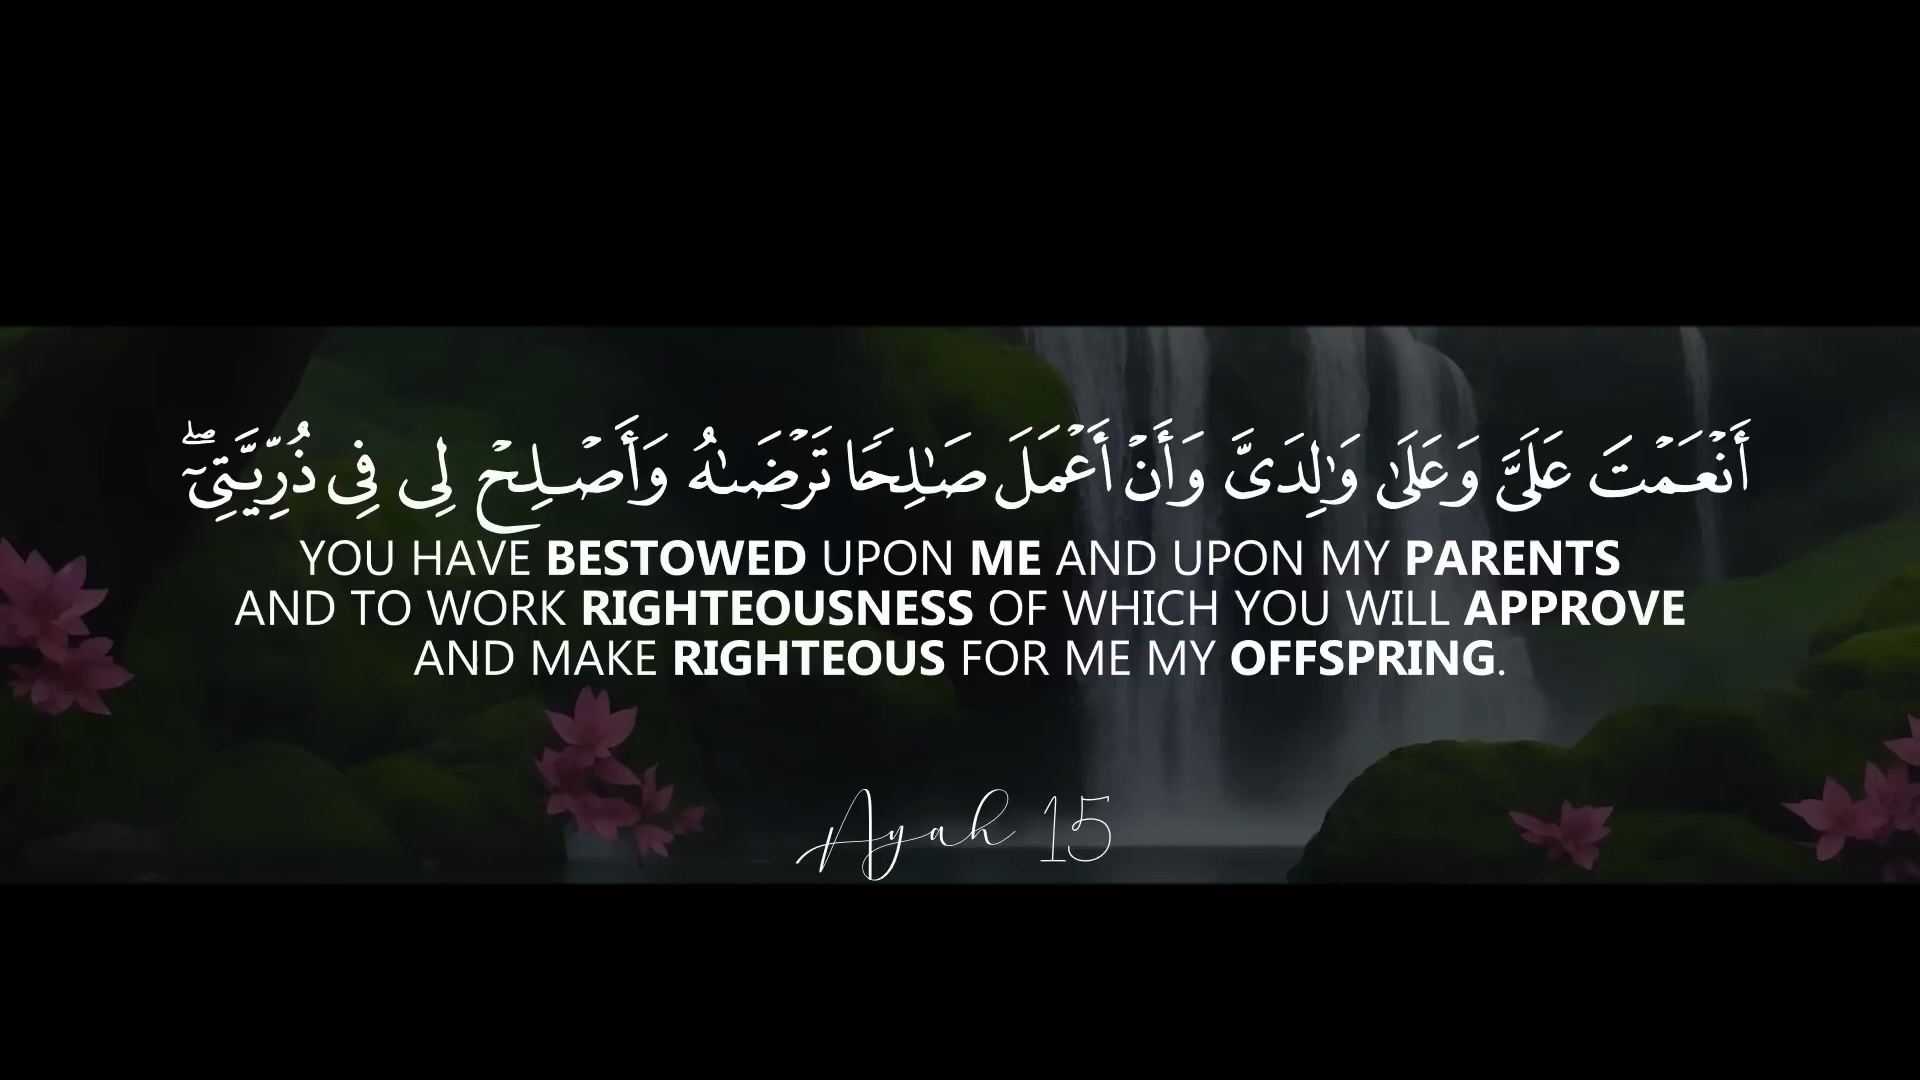 أَنْعَمْتَ عَلَىَّ وَعَلَىٰ وَٰلِدَىَّ وَأَنْ أَعْمَلَ صَـٰلِحًا تَرْضَىٰهُ وَأَصْلِحْ لِى فِى ذُرِّيَّتِىٓ ۖ
YOU HAVE BESTOWED UPON ME AND UPON MY PARENTS
AND TO WORK RIGHTEOUSNESS OF WHICH YOU WILL APPROVE
AND MAKE RIGHTEOUS FOR ME MY OFFSPRING.
Ayah 15